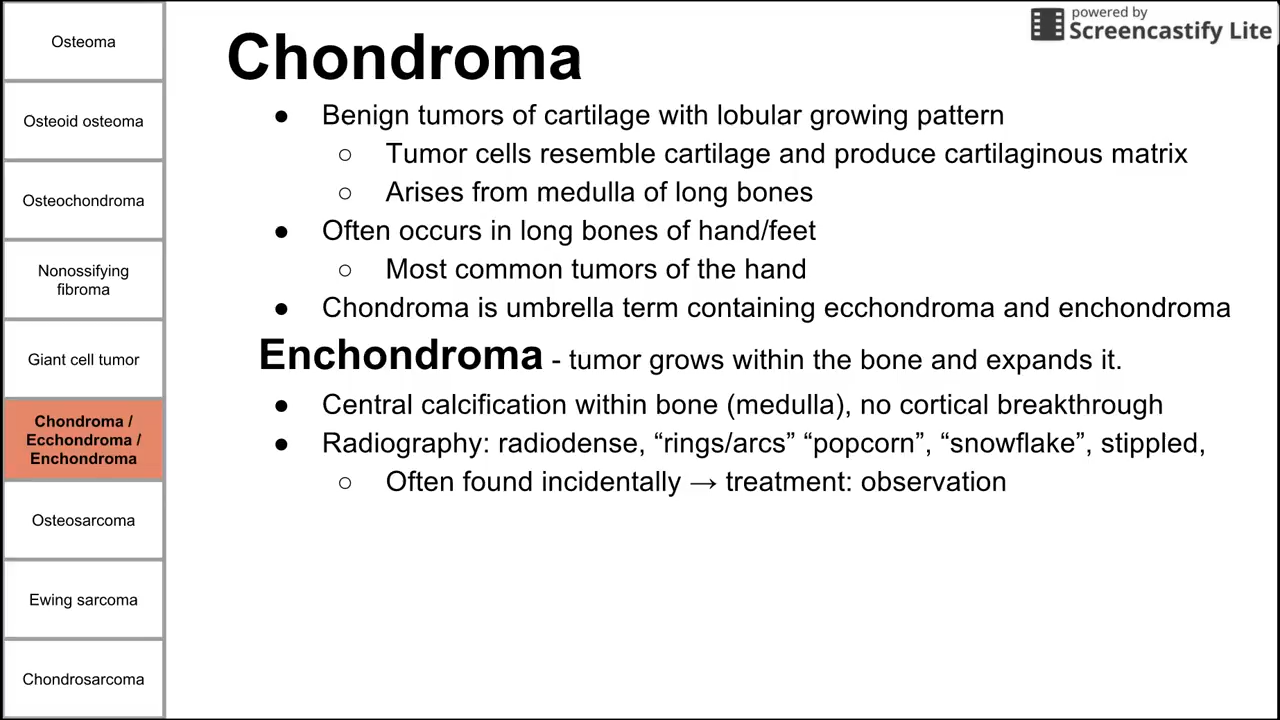 powered by
Screencastify Lite
Osteoma
Osteoid osteoma
Osteochondroma
Nonossifying
fibroma
Giant cell tumor
Chondroma /
Ecchondroma /
Enchondroma
Osteosarcoma
Ewing sarcoma
Chondrosarcoma
Chondroma
● Benign tumors of cartilage with lobular growing pattern
○ Tumor cells resemble cartilage and produce cartilaginous matrix
○ Arises from medulla of long bones
● Often occurs in long bones of hand/feet
○ Most common tumors of the hand
● Chondroma is umbrella term containing ecchondroma and enchondroma
Enchondroma - tumor grows within the bone and expands it.
● Central calcification within bone (medulla), no cortical breakthrough
● Radiography: radiodense, “rings/arcs” “popcorn”, “snowflake”, stippled,
○ Often found incidentally → treatment: observation